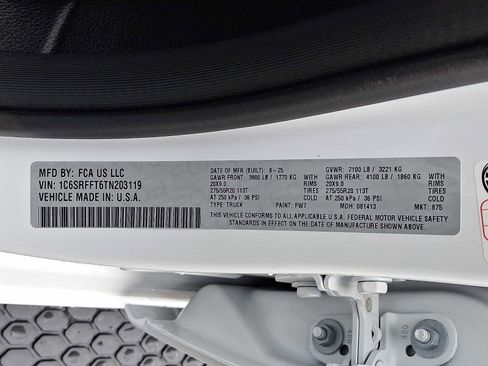 MFD BY: FCA US LLC
VIN: 1C6SRFFT6TN203119
VEHICLE MADE IN: U.S.A.
DATE OF MFR (BUILT): 8-25 GVWR: 7100 LB / 3221 KG
GAWR FRONT: 3900 LB / 1770 KG WITH GAWR REAR: 4100 LB / 1860 KG WITH
20X9.0 RIMS 20X9.0 RIMS
275/55R20 113T TIRES 275/55R20 113T TIRES
AT 250 kPa / 36 PSI COLD AT 250 kPa / 36 PSI COLD
THIS VEHICLE CONFORMS TO ALL APPLICABLE U.S.A. FEDERAL MOTOR VEHICLE SAFETY
STANDARDS IN EFFECT ON THE DATE OF MANUFACTURE SHOWN ABOVE.
TYPE: TRUCK PAINT: PW7 MDH: 081413 MKT: 875